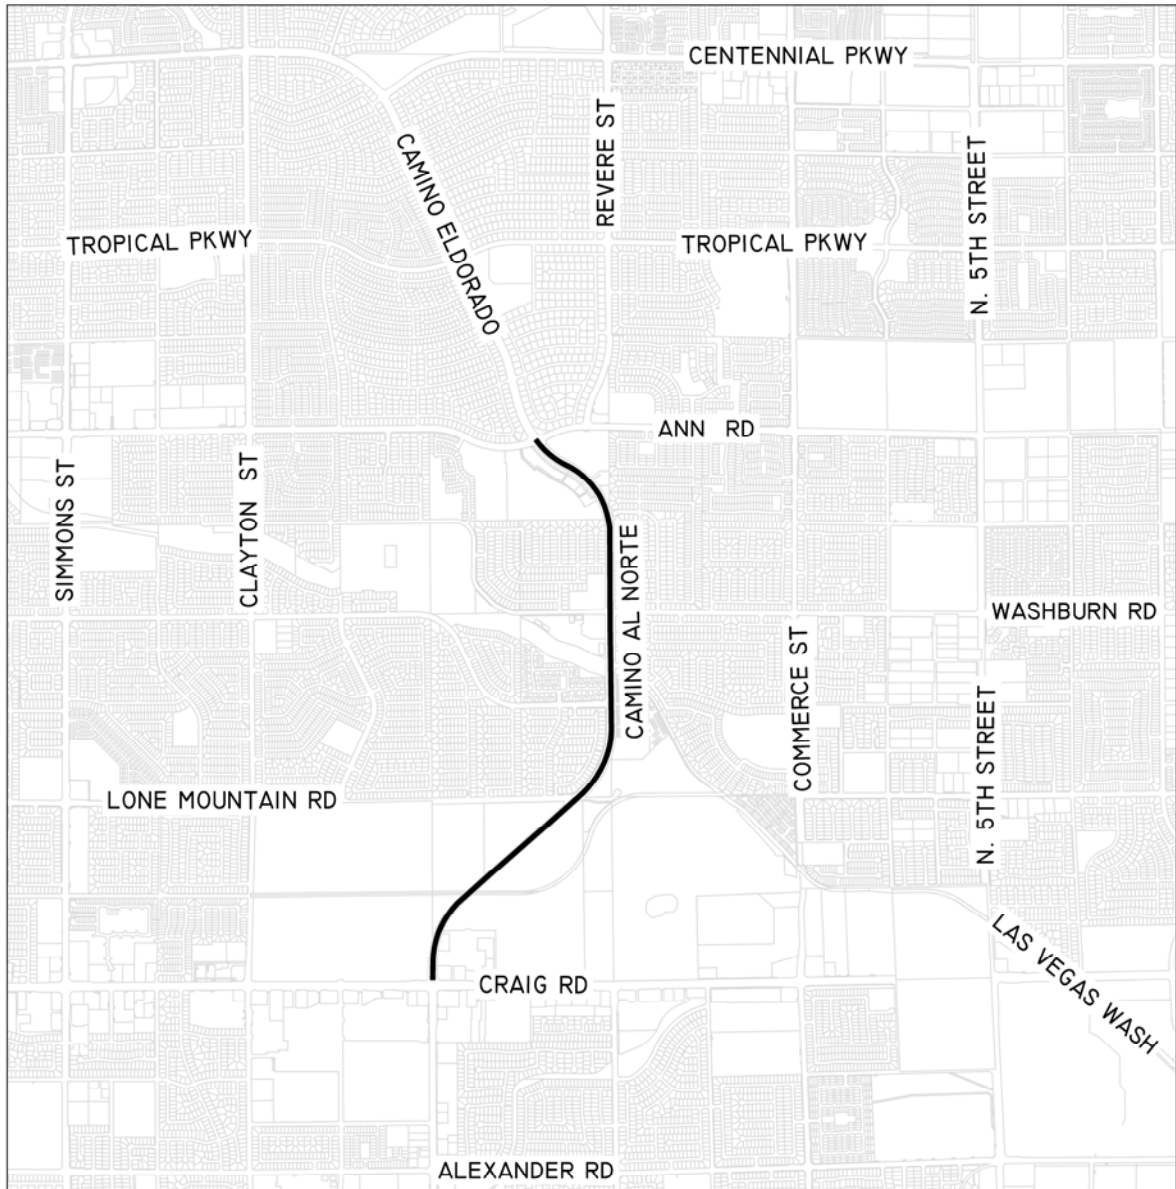 CENTENNIAL PKWY
REVERE ST
CAMINO ELDORADO
N. 5TH STREET
TROPICAL PKWY
TROPICAL PKWY
ANN RD
SIMMONS ST
CLAYTON ST
CAMINO AL NORTE
WASHBURN RD
COMMERCE ST
N. 5TH STREET
LONE MOUNTAIN RD
LAS VEGAS WASH
CRAIG RD
ALEXANDER RD